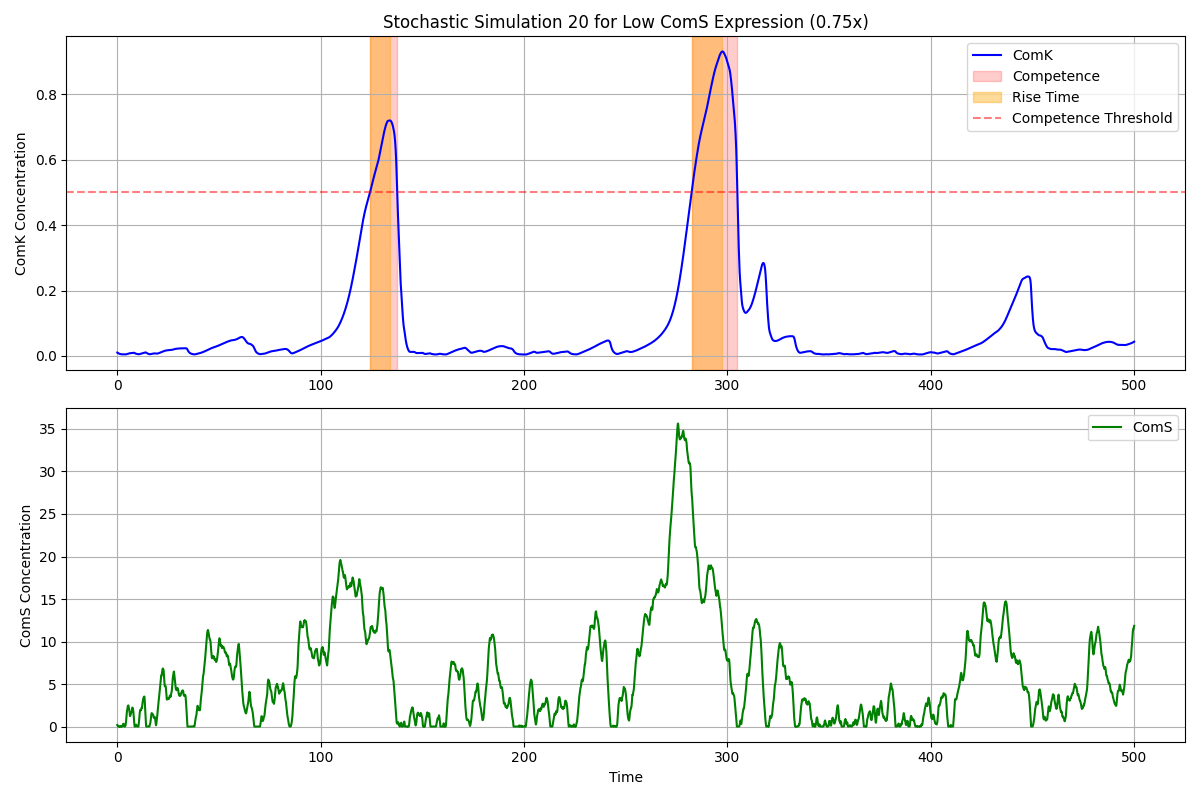 Stochastic Simulation 20 for Low ComS Expression (0.75x)
ComK Concentration
0.8
0.6
0.4
0.2
0.0
ComK
Competence
Rise Time
Competence Threshold
0 100 200 300 400 500
ComS Concentration
35
30
25
20
15
10
5
0
ComS
0 100 200 300 400 500
Time